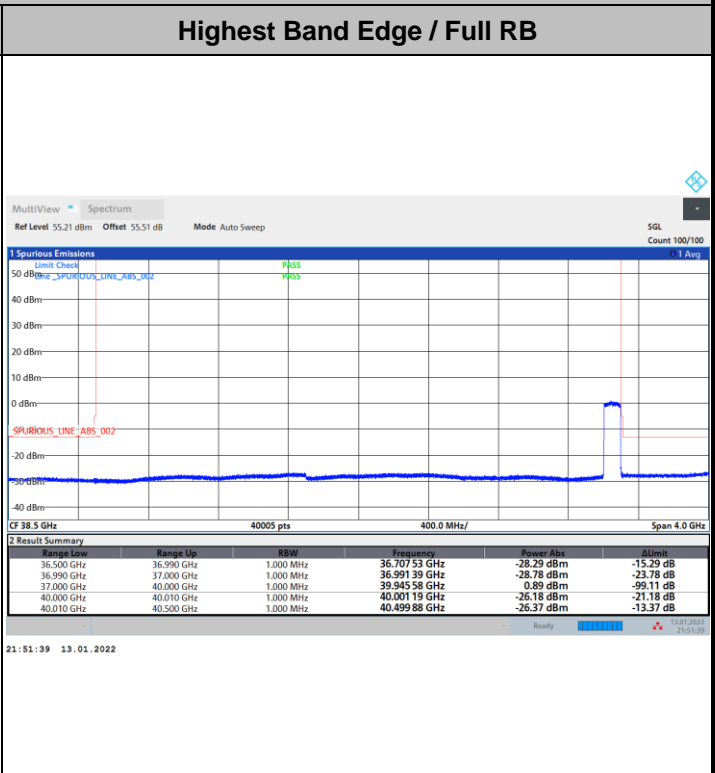 Highest Band Edge / Full RB
MultiView Spectrum
Ref Level 55.21 dBm Offset 55.51 dB Mode Auto Sweep SGL
Count 100/100
1 Spurious Emissions 1 Avg
Limit Check PASS
50 dBm Line _SPURIOUS_LINE_ABS_002 PASS
40 dBm
30 dBm
20 dBm
10 dBm
0 dBm
_SPURIOUS_LINE_ABS_002
-20 dBm
-30 dBm
-40 dBm
CF 38.5 GHz 40005 pts 400.0 MHz/ Span 4.0 GHz
2 Result Summary
Range Low Range Up RBW Frequency Power Abs ΔLimit
36.500 GHz 36.990 GHz 1.000 MHz 36.707 53 GHz -28.29 dBm -15.29 dB
36.990 GHz 37.000 GHz 1.000 MHz 36.991 39 GHz -28.78 dBm -23.78 dB
37.000 GHz 40.000 GHz 1.000 MHz 39.945 58 GHz 0.89 dBm -99.11 dB
40.000 GHz 40.010 GHz 1.000 MHz 40.001 19 GHz -26.18 dBm -21.18 dB
40.010 GHz 40.500 GHz 1.000 MHz 40.499 88 GHz -26.37 dBm -13.37 dB
Ready 13.01.2022
21:51:39
21:51:39 13.01.2022